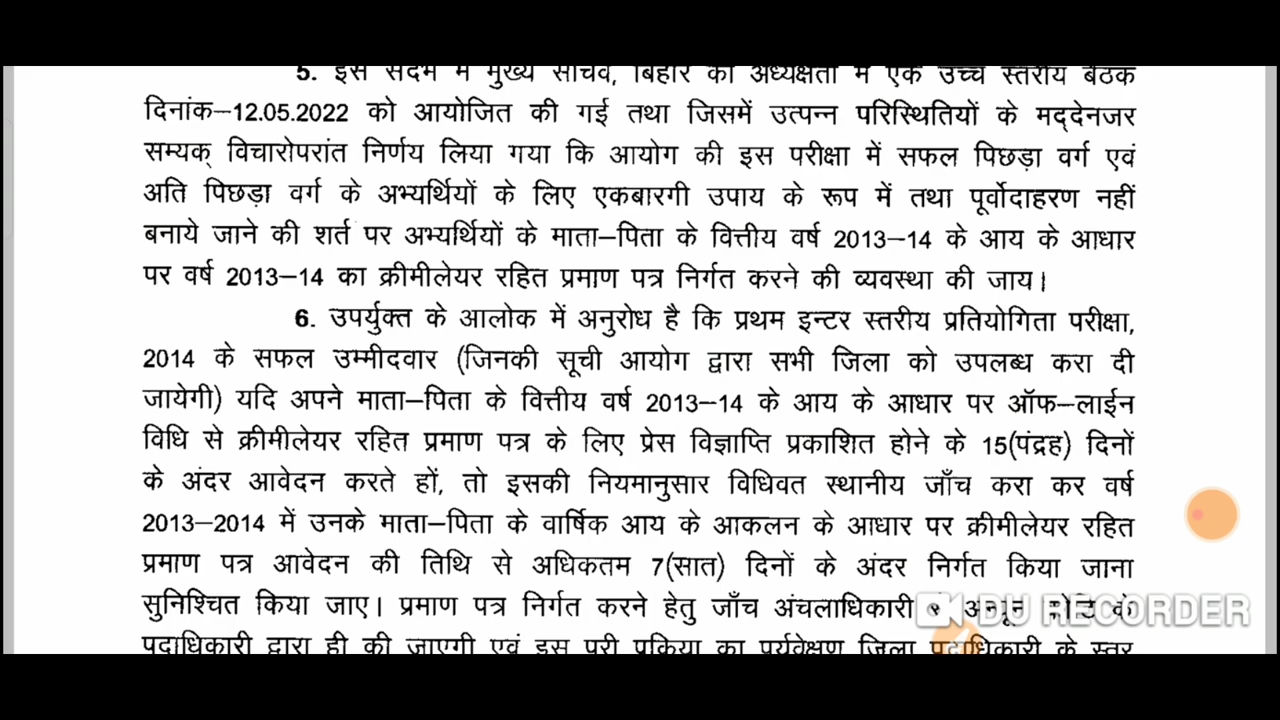 5. इस संदर्भ में मुख्य सचिव, बिहार की अध्यक्षता में एक उच्च स्तरीय बैठक
दिनांक–12.05.2022 को आयोजित की गई तथा जिसमें उत्पन्न परिस्थितियों के मद्देनजर
सम्यक् विचारोपरांत निर्णय लिया गया कि आयोग की इस परीक्षा में सफल पिछड़ा वर्ग एवं
अति पिछड़ा वर्ग के अभ्यर्थियों के लिए एकबारगी उपाय के रूप में तथा पूर्वोदाहरण नहीं
बनाये जाने की शर्त पर अभ्यर्थियों के माता–पिता के वित्तीय वर्ष 2013–14 के आय के आधार
पर वर्ष 2013–14 का क्रीमीलेयर रहित प्रमाण पत्र निर्गत करने की व्यवस्था की जाय।
6. उपर्युक्त के आलोक में अनुरोध है कि प्रथम इन्टर स्तरीय प्रतियोगिता परीक्षा,
2014 के सफल उम्मीदवार (जिनकी सूची आयोग द्वारा सभी जिला को उपलब्ध करा दी
जायेगी) यदि अपने माता–पिता के वित्तीय वर्ष 2013–14 के आय के आधार पर ऑफ–लाईन
विधि से क्रीमीलेयर रहित प्रमाण पत्र के लिए प्रेस विज्ञाप्ति प्रकाशित होने के 15(पंद्रह) दिनों
के अंदर आवेदन करते हों, तो इसकी नियमानुसार विधिवत स्थानीय जाँच करा कर वर्ष
2013–2014 में उनके माता–पिता के वार्षिक आय के आकलन के आधार पर क्रीमीलेयर रहित
प्रमाण पत्र आवेदन की तिथि से अधिकतम 7(सात) दिनों के अंदर निर्गत किया जाना
सुनिश्चित किया जाए। प्रमाण पत्र निर्गत करने हेतु जाँच अंचलाधिकारी अन्यून कोटि के
DU RECORDER
पदाधिकारी द्वारा ही की जाएगी एवं इस पूरी प्रक्रिया का पर्यवेक्षण जिला पदाधिकारी के स्तर